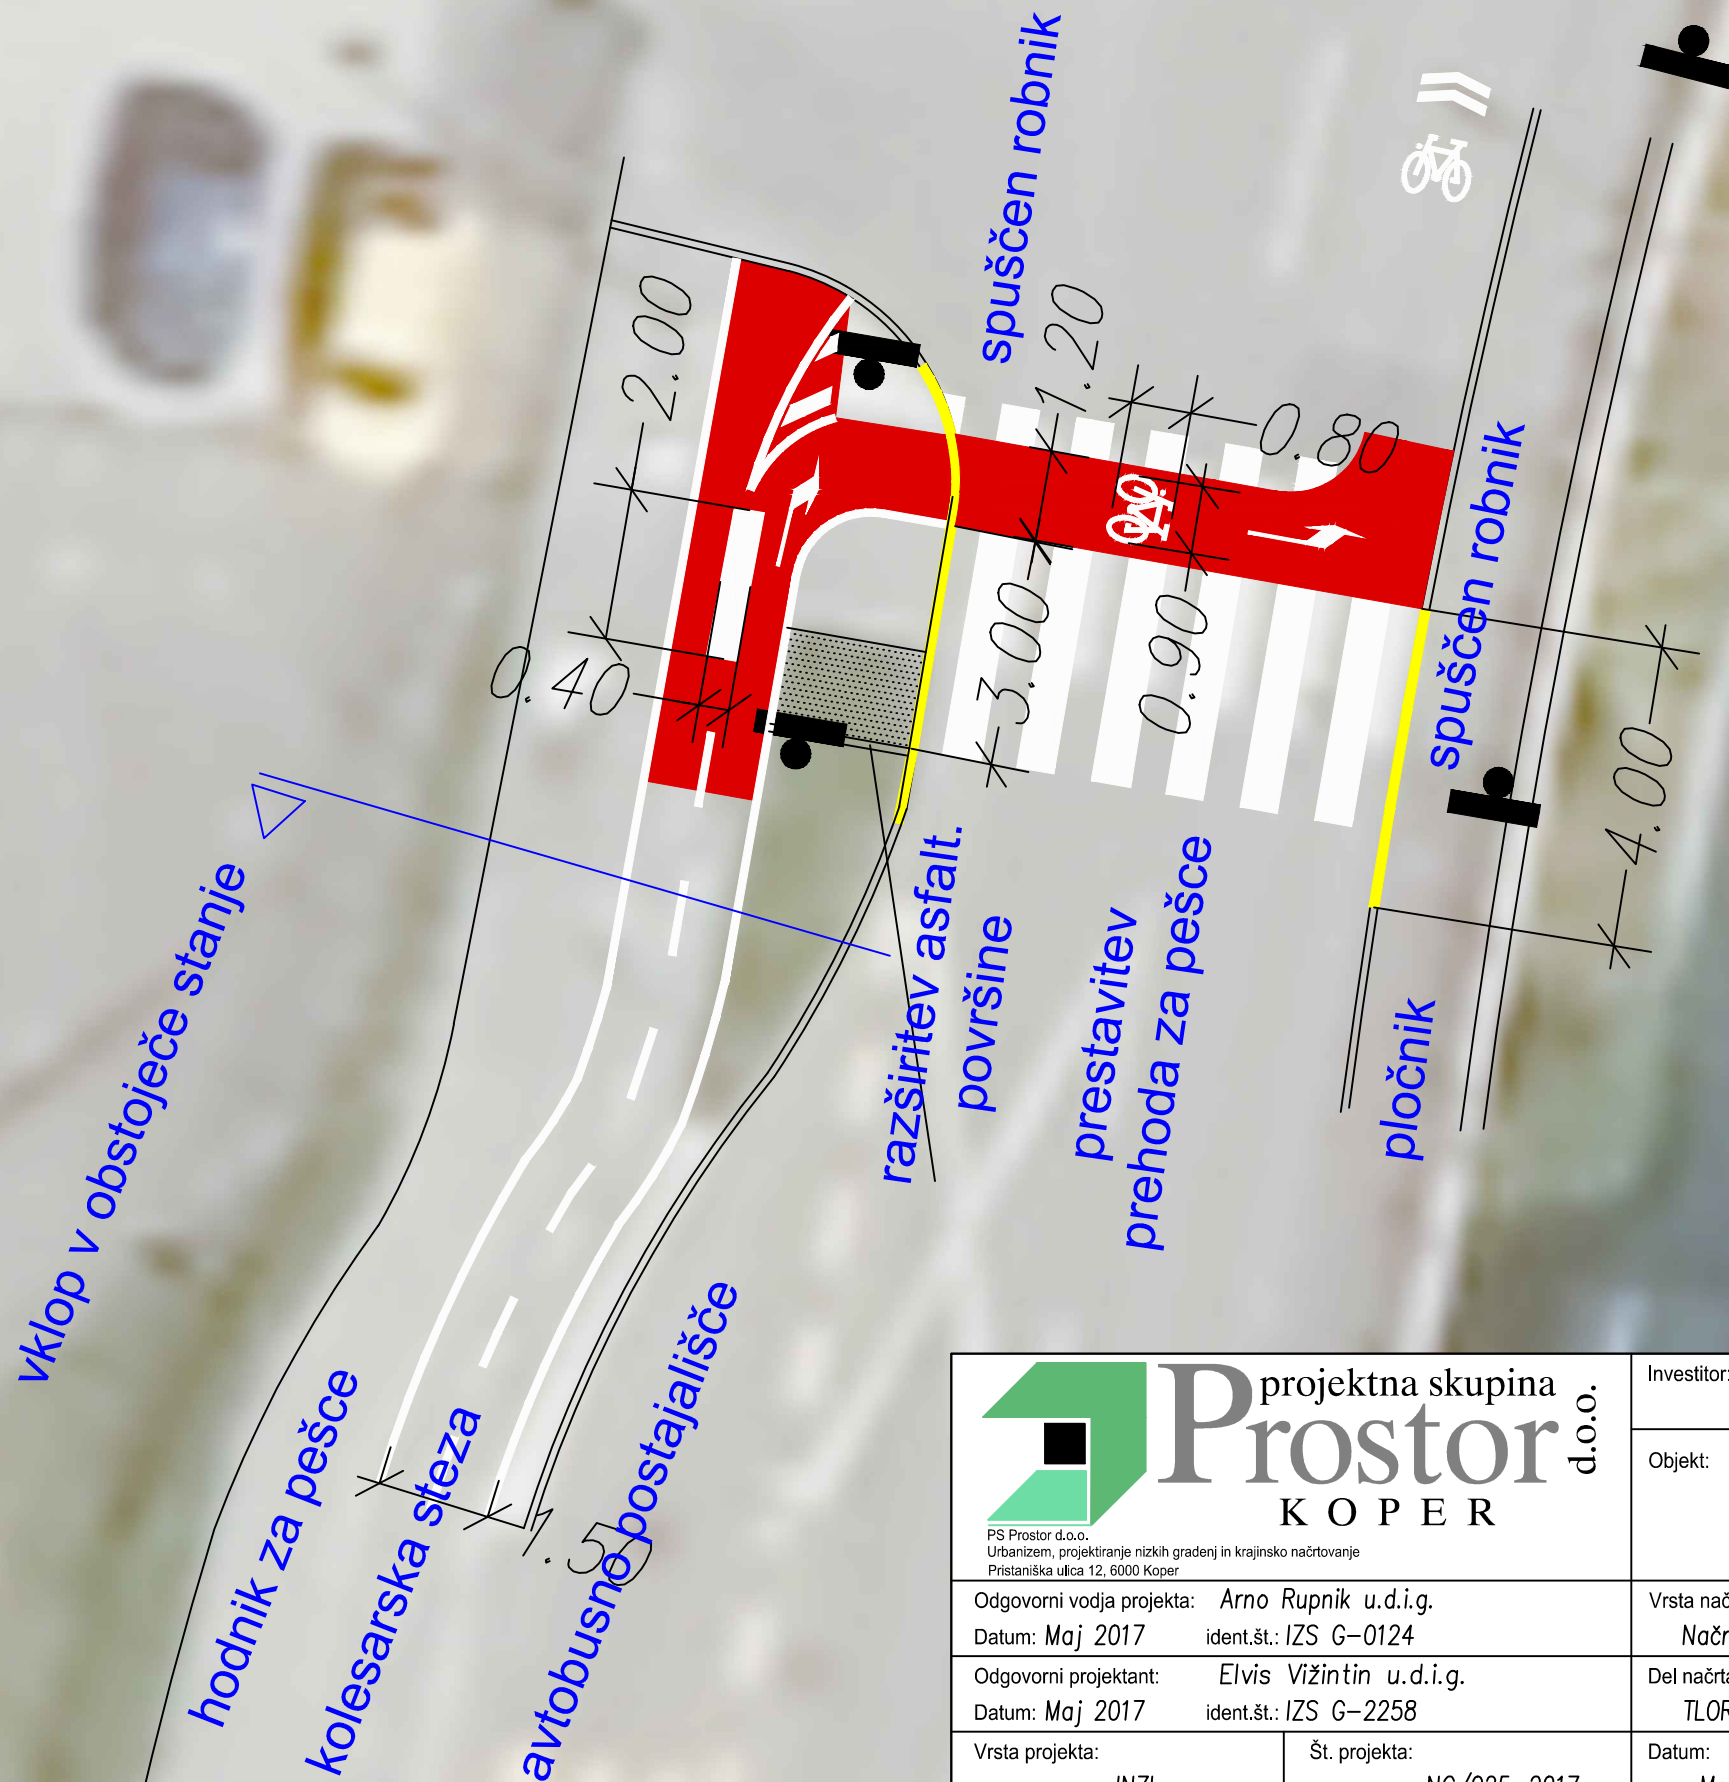 spuščen robnik
2.00
1.20
0.80
spuščen robnik
0.40
3.00
0.90
4.00
vklop v obstoječe stanje
razširitev asfalt.
površine
prestavitev
prehoda za pešce
pločnik
hodnik za pešce
kolesarska steza
avtobusno postajališče
projektna skupina
Prostor
d.o.o.
KOPER
PS Prostor d.o.o.
Urbanizem, projektiranje nizkih gradenj in krajinsko načrtovanje
Pristaniška ulica 12, 6000 Koper
Investitor:
Objekt:
Odgovorni vodja projekta: Arno Rupnik u.d.i.g.
Datum: Maj 2017 ident.št.: IZS G-0124
Odgovorni projektant: Elvis Vižintin u.d.i.g.
Datum: Maj 2017 ident.št.: IZS G-2258
Vrsta projekta:
Št. projekta:
Datum: